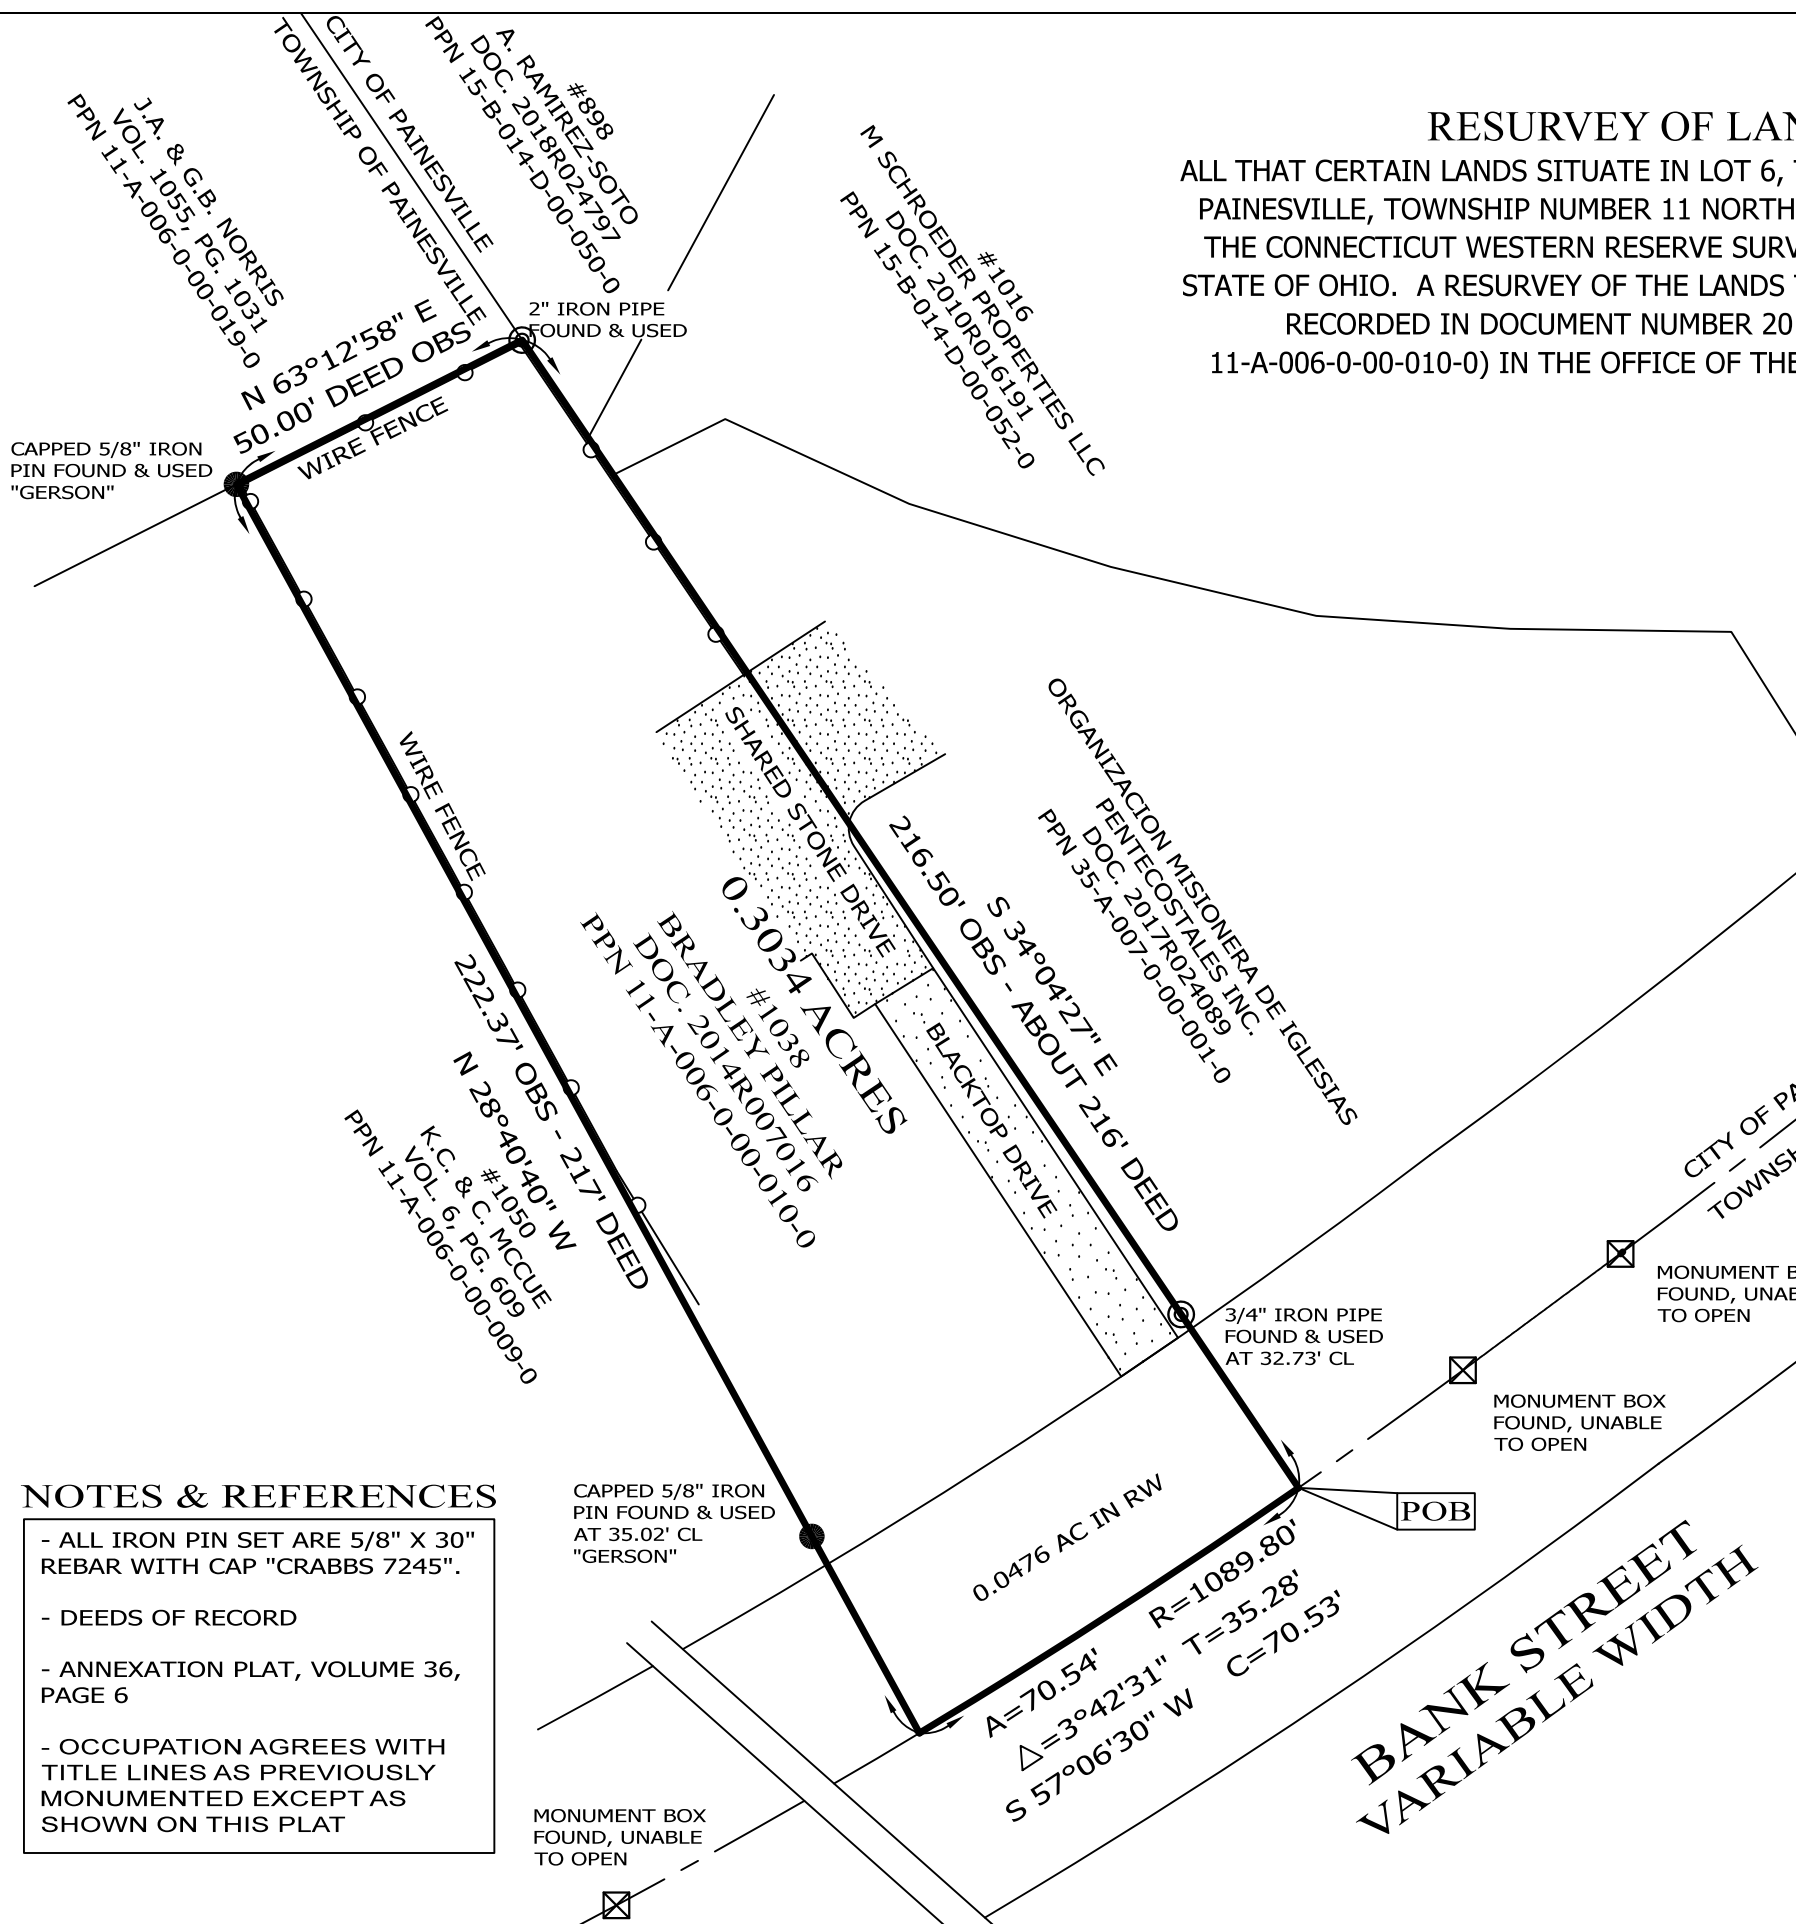 RESURVEY OF LAN
ALL THAT CERTAIN LANDS SITUATE IN LOT 6,
PAINESVILLE, TOWNSHIP NUMBER 11 NORTH
THE CONNECTICUT WESTERN RESERVE SURV
STATE OF OHIO. A RESURVEY OF THE LANDS
RECORDED IN DOCUMENT NUMBER 20
11-A-006-0-00-010-0) IN THE OFFICE OF THE
CITY OF PAINESVILLE
TOWNSHIP OF PAINESVILLE
#898
A. RAMIREZ-SOTO
DOC. 2018R024797
PPN 15-B-014-D-00-050-0
J.A. & G.B. NORRIS
VOL. 1055, PG. 1031
PPN 11-A-006-0-00-019-0
#1016
M SCHROEDER PROPERTIES LLC
DOC. 2010R016191
PPN 15-B-014-D-00-052-0
2" IRON PIPE
FOUND & USED
N 63°12'58" E
50.00' DEED OBS
WIRE FENCE
CAPPED 5/8" IRON
PIN FOUND & USED
"GERSON"
WIRE FENCE
SHARED STONE DRIVE
ORGANIZACION MISIONERA DE IGLESIAS
PENTECOSTALES INC.
DOC. 2017R024089
PPN 35-A-007-0-00-001-0
S 34°04'27" E
216.50' OBS - ABOUT 216' DEED
0.3034 ACRES
#1038
BRADLEY PILLAR
DOC. 2014R007016
PPN 11-A-006-0-00-010-0
BLACKTOP DRIVE
222.37' OBS - 217' DEED
N 28°40'40" W
#1050
K.C. & C. MCCUE
VOL. 6, PG. 609
PPN 11-A-006-0-00-009-0
CITY OF PA
TOWNSH
MONUMENT B
FOUND, UNAB
TO OPEN
3/4" IRON PIPE
FOUND & USED
AT 32.73' CL
MONUMENT BOX
FOUND, UNABLE
TO OPEN
CAPPED 5/8" IRON
PIN FOUND & USED
AT 35.02' CL
"GERSON"
0.0476 AC IN RW
POB
A=70.54' R=1089.80'
△=3°42'31" T=35.28'
S 57°06'30" W C=70.53'
BANK STREET
VARIABLE WIDTH
NOTES & REFERENCES
- ALL IRON PIN SET ARE 5/8" X 30"
REBAR WITH CAP "CRABBS 7245".
- DEEDS OF RECORD
- ANNEXATION PLAT, VOLUME 36,
PAGE 6
- OCCUPATION AGREES WITH
TITLE LINES AS PREVIOUSLY
MONUMENTED EXCEPT AS
SHOWN ON THIS PLAT
MONUMENT BOX
FOUND, UNABLE
TO OPEN